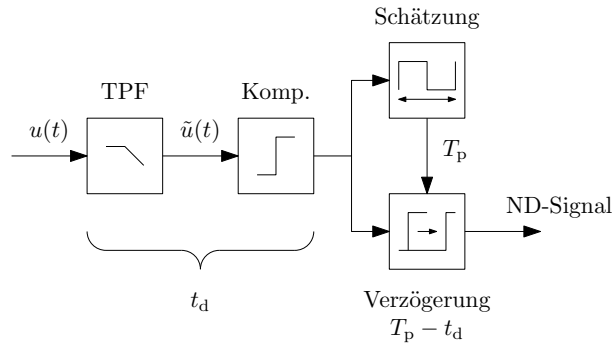 Schätzung
TPF
Komp.
u(t)
ũ(t)
T_p
ND-Signal
t_d
Verzögerung
T_p − t_d